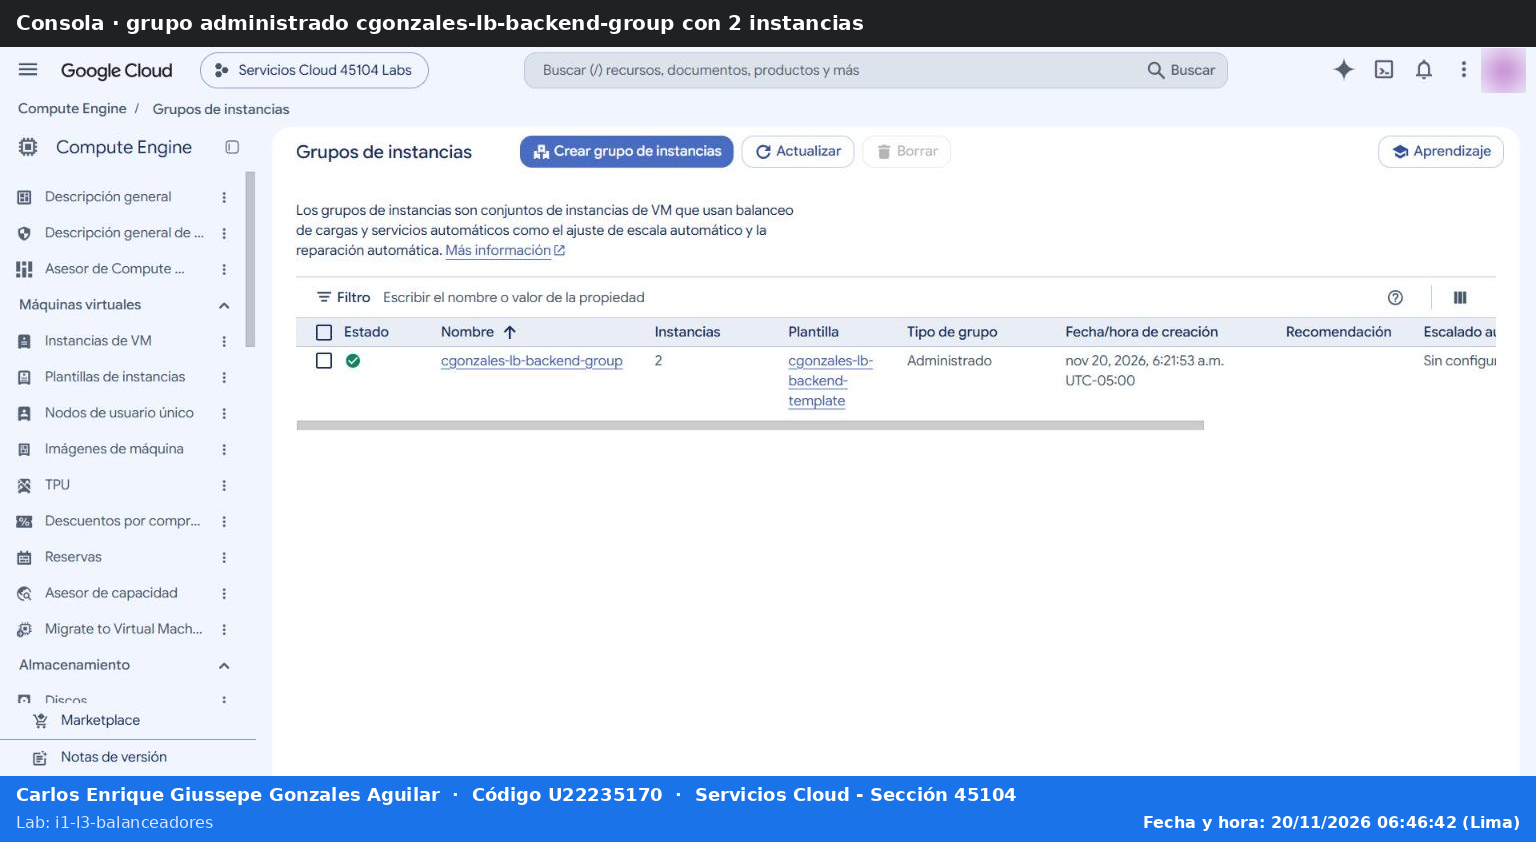 Consola · grupo administrado cgonzales-lb-backend-group con 2 instancias
Google Cloud
Servicios Cloud 45104 Labs
Buscar (/) recursos, documentos, productos y más
Buscar
Compute Engine / Grupos de instancias
Compute Engine
Descripción general
Descripción general de ...
Asesor de Compute ...
Máquinas virtuales
Instancias de VM
Plantillas de instancias
Nodos de usuario único
Imágenes de máquina
TPU
Descuentos por compr...
Reservas
Asesor de capacidad
Migrate to Virtual Mach...
Almacenamiento
Discos
Marketplace
Notas de versión
Grupos de instancias
Crear grupo de instancias
Actualizar
Borrar
Aprendizaje
Los grupos de instancias son conjuntos de instancias de VM que usan balanceo
de cargas y servicios automáticos como el ajuste de escala automático y la
reparación automática. Más información
Filtro Escribir el nombre o valor de la propiedad
Estado Nombre Instancias Plantilla Tipo de grupo Fecha/hora de creación Recomendación Escalado au
cgonzales-lb-backend-group 2 cgonzales-lb- Administrado nov 20, 2026, 6:21:53 a.m. Sin configur
backend- UTC-05:00
template
Carlos Enrique Giussepe Gonzales Aguilar · Código U22235170 · Servicios Cloud - Sección 45104
Lab: i1-l3-balanceadores
Fecha y hora: 20/11/2026 06:46:42 (Lima)